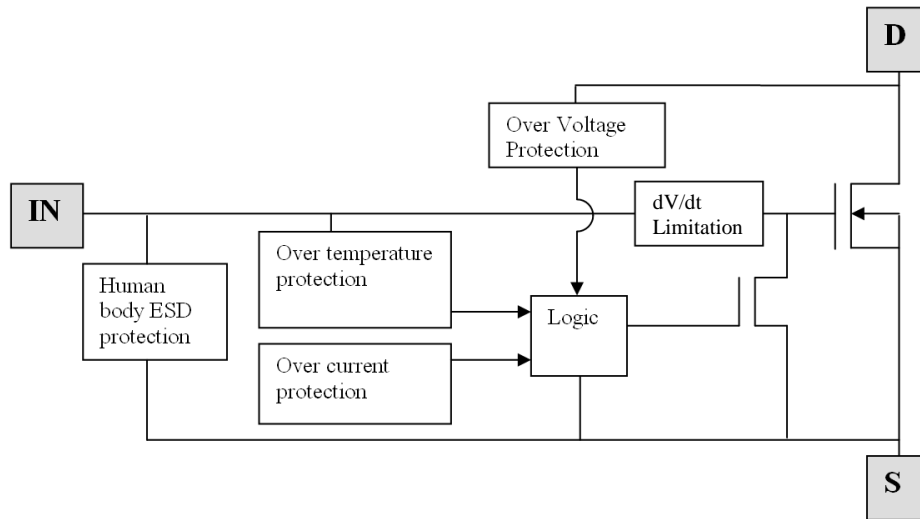 D
Over Voltage
Protection
IN
dV/dt
Limitation
Over temperature
protection
Human
body ESD
protection
Logic
Over current
protection
S